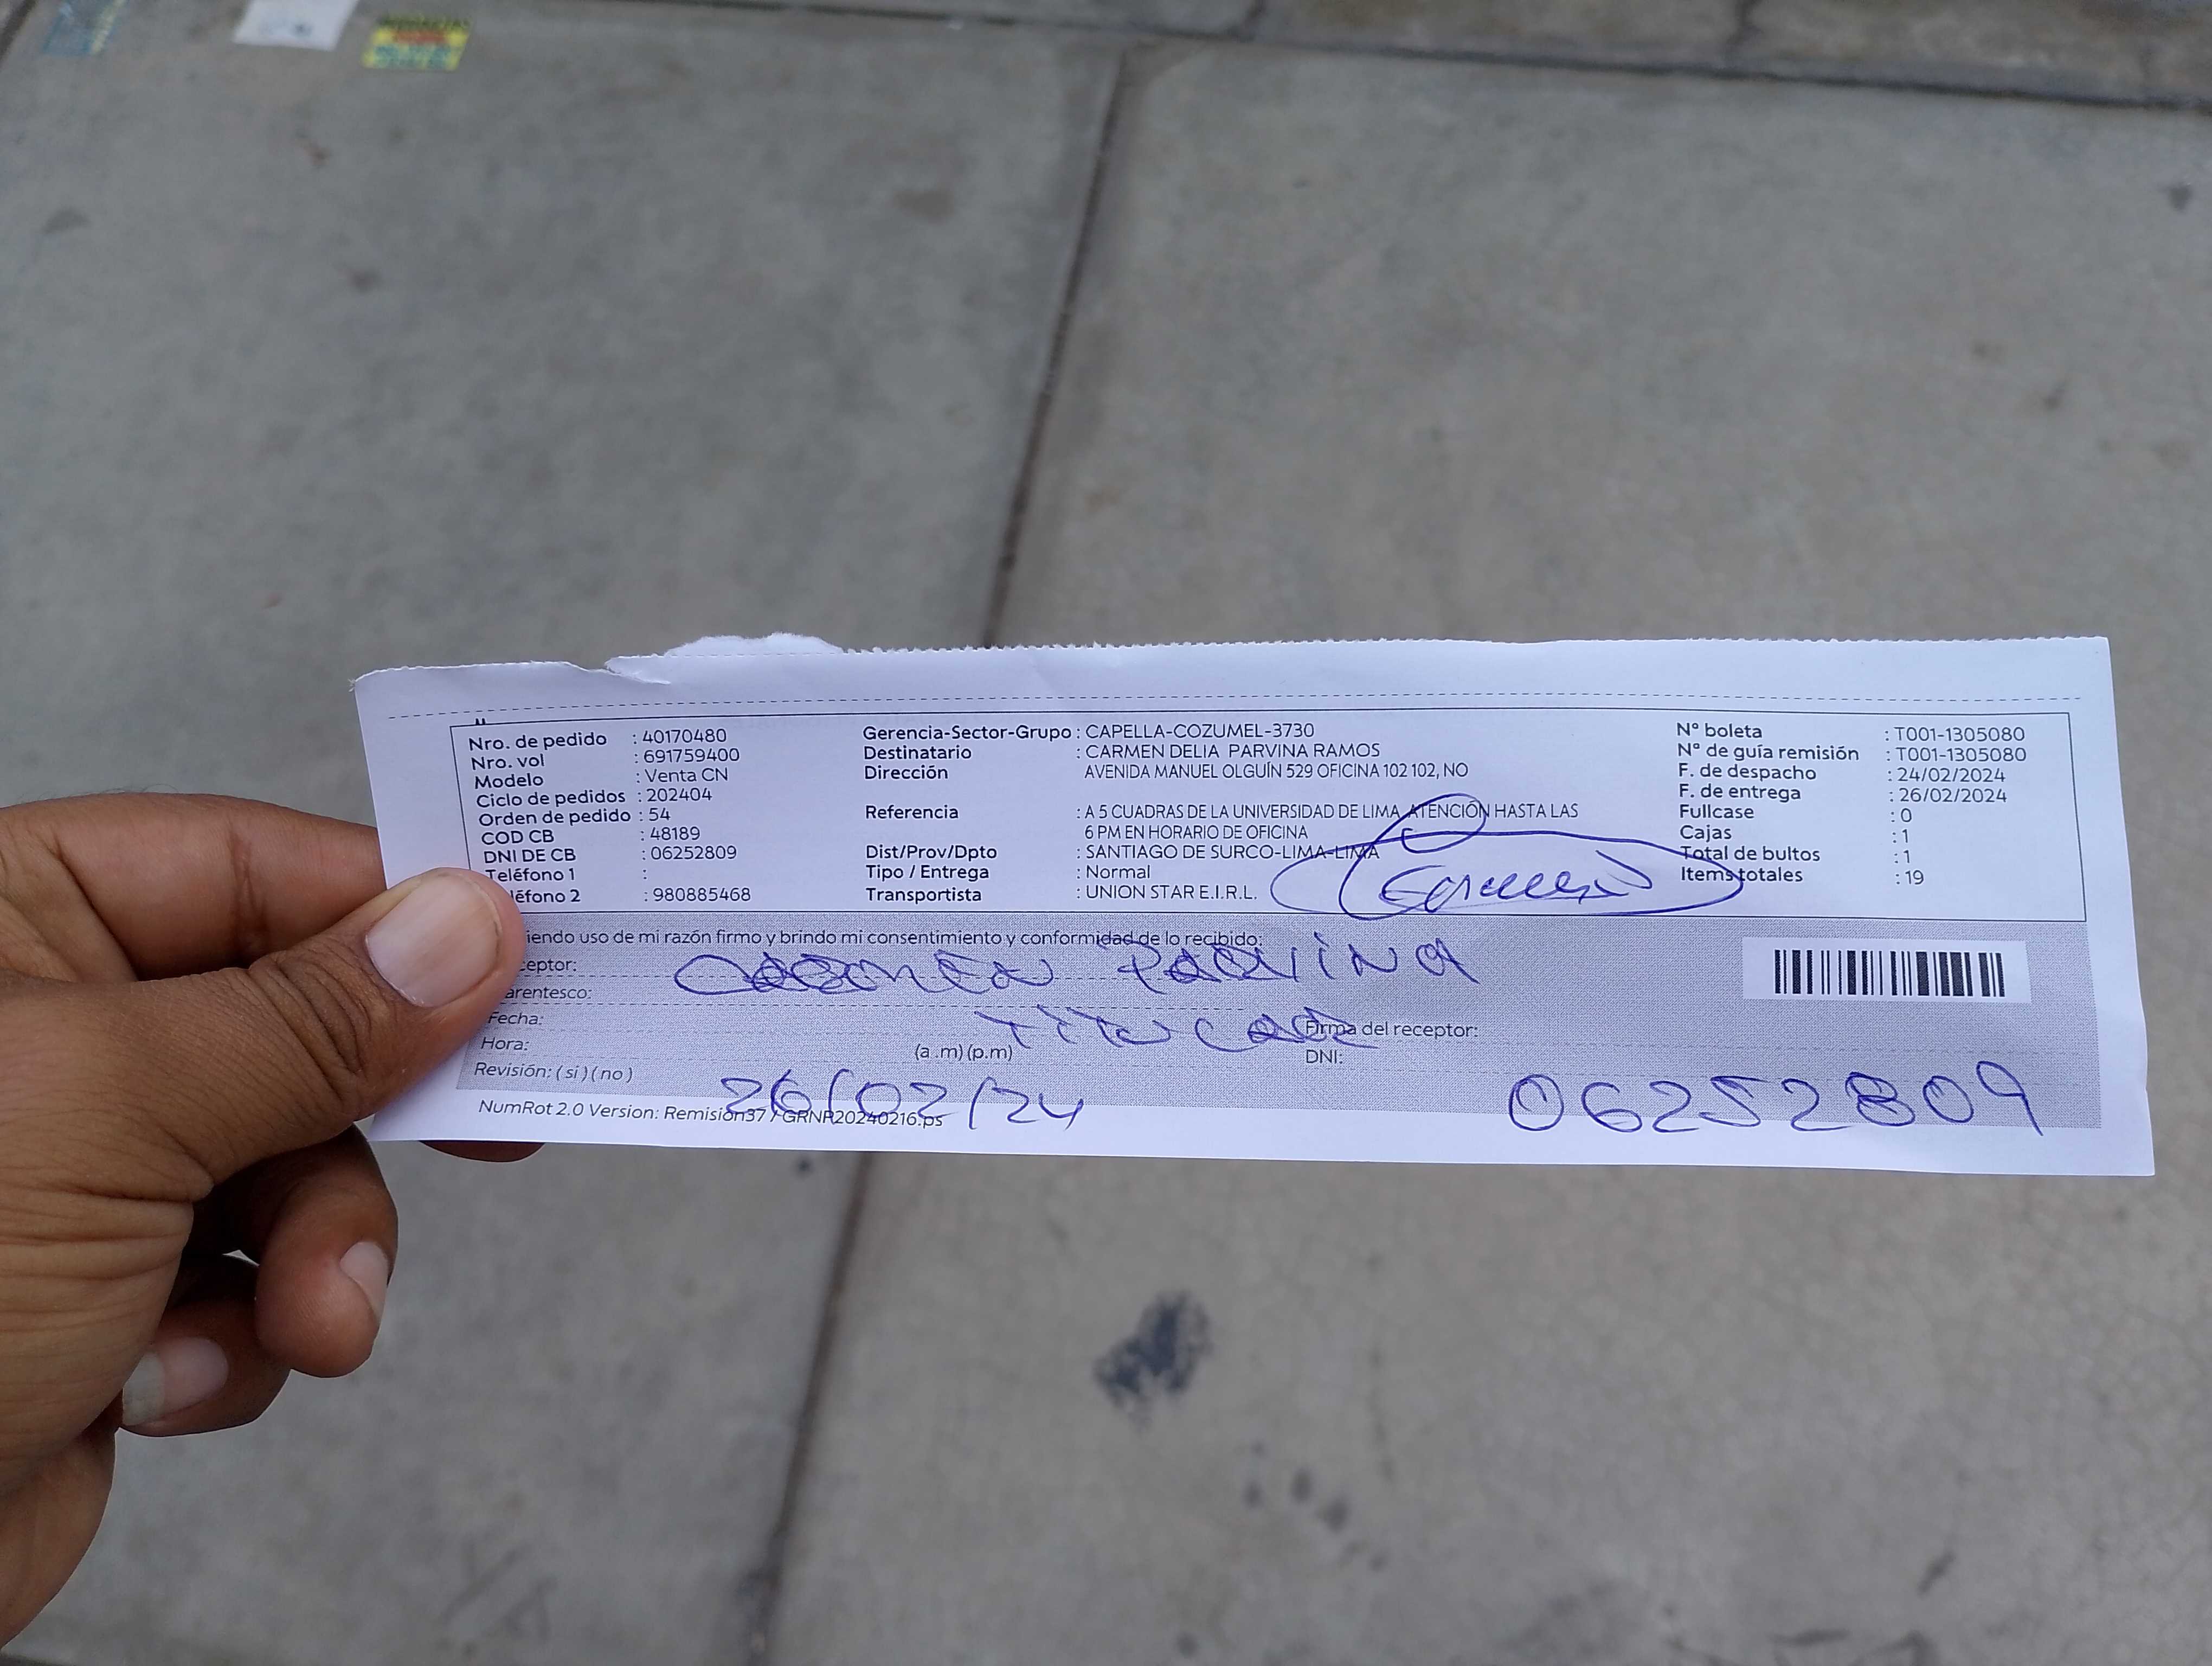 Nro. de pedido : 40170480
Nro. vol : 691759400
Modelo : Venta CN
Ciclo de pedidos : 202404
Orden de pedido : 54
COD CB : 48189
DNI DE CB : 06252809
Teléfono 1 :
léfono 2 : 980885468
Gerencia-Sector-Grupo : CAPELLA-COZUMEL-3730
Destinatario : CARMEN DELIA PARVINA RAMOS
Dirección AVENIDA MANUEL OLGUÍN 529 OFICINA 102 102, NO
Referencia : A 5 CUADRAS DE LA UNIVERSIDAD DE LIMA ATENCIÓN HASTA LAS
6 PM EN HORARIO DE OFICINA
Dist/Prov/Dpto : SANTIAGO DE SURCO-LIMA-LIMA
Tipo / Entrega : Normal
Transportista : UNION STAR E.I.R.L.
Nº boleta : T001-1305080
Nº de guía remisión : T001-1305080
F. de despacho : 24/02/2024
F. de entrega : 26/02/2024
Fullcase : 0
Cajas : 1
Total de bultos : 1
Items totales : 19
iendo uso de mi razón firmo y brindo mi consentimiento y conformidad de lo recibido:
ceptor: Carmen Parvina
arentesco: Titular
Fecha: Firma del receptor:
Hora: (a .m) (p.m) DNI:
Revisión: ( si ) ( no ) 26/02/24 06252809
NumRot 2.0 Version: Remision37 / GRNP20240216.ps